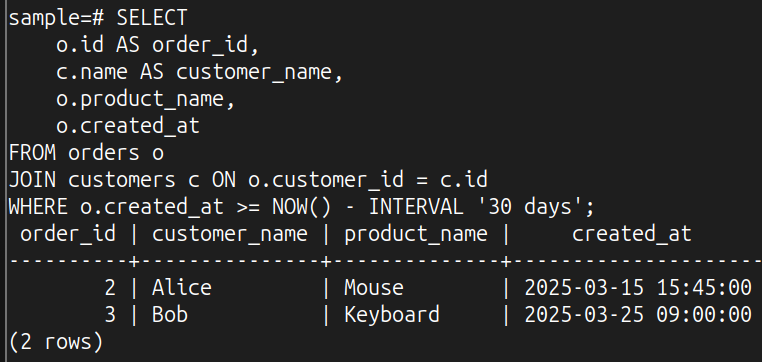 sample=# SELECT
    o.id AS order_id,
    c.name AS customer_name,
    o.product_name,
    o.created_at
FROM orders o
JOIN customers c ON o.customer_id = c.id
WHERE o.created_at >= NOW() - INTERVAL '30 days';
 order_id | customer_name | product_name |     created_at
----------+---------------+--------------+---------------------
        2 | Alice         | Mouse        | 2025-03-15 15:45:00
        3 | Bob           | Keyboard     | 2025-03-25 09:00:00
(2 rows)